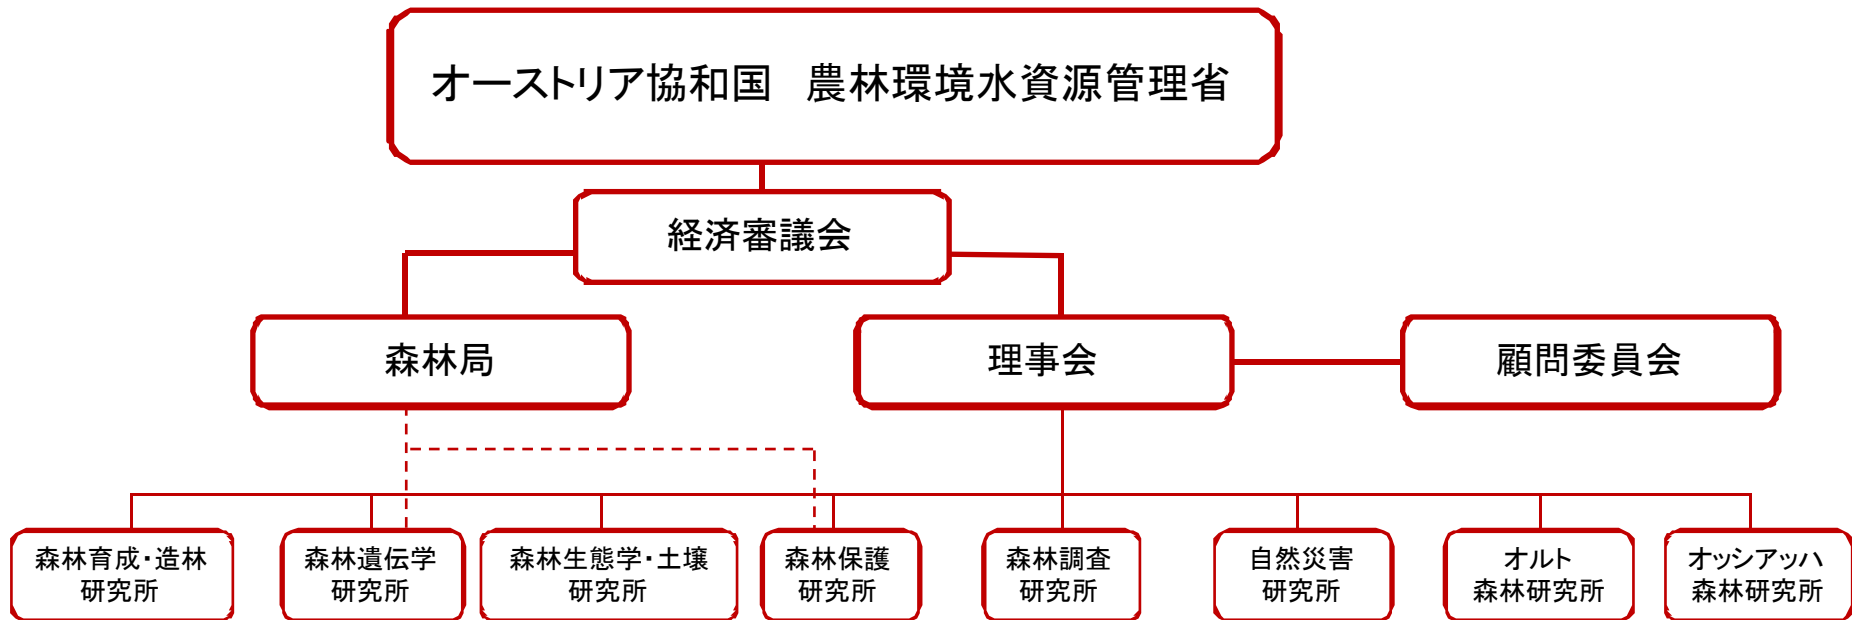 オーストリア協和国　農林環境水資源管理省
経済審議会
森林局
理事会
顧問委員会
森林育成・造林
研究所
森林遺伝学
研究所
森林生態学・土壌
研究所
森林保護
研究所
森林調査
研究所
自然災害
研究所
オルト
森林研究所
オッシアッハ
森林研究所